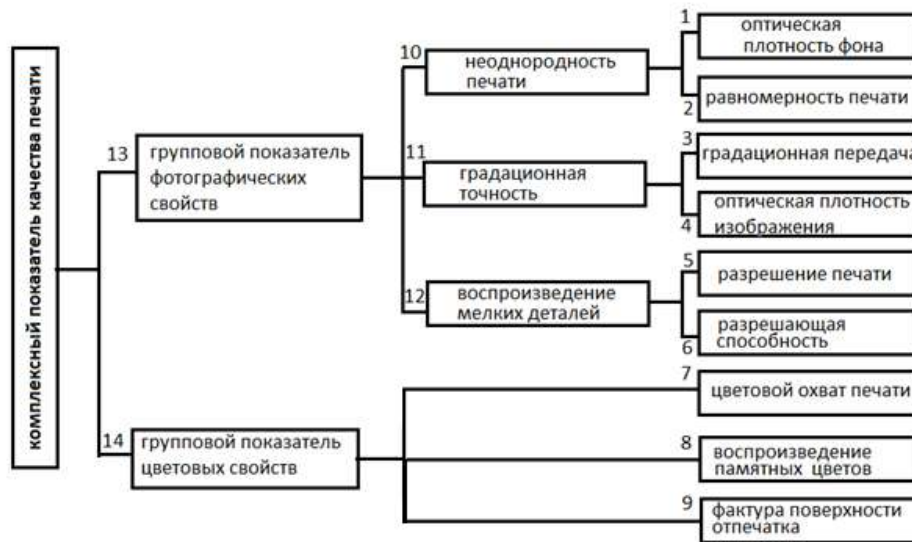 комплексный показатель качества печати
13
групповой показатель
фотографических
свойств
14
групповой показатель
цветовых свойств
10
неоднородность
печати
11
градационная
точность
12
воспроизведение
мелких деталей
1
оптическая
плотность фона
2
равномерность печати
3
градационная передача
4
оптическая плотность
изображения
5
разрешение печати
6
разрешающая
способность
7
цветовой охват печати
8
воспроизведение
памятных цветов
9
фактура поверхности
отпечатка